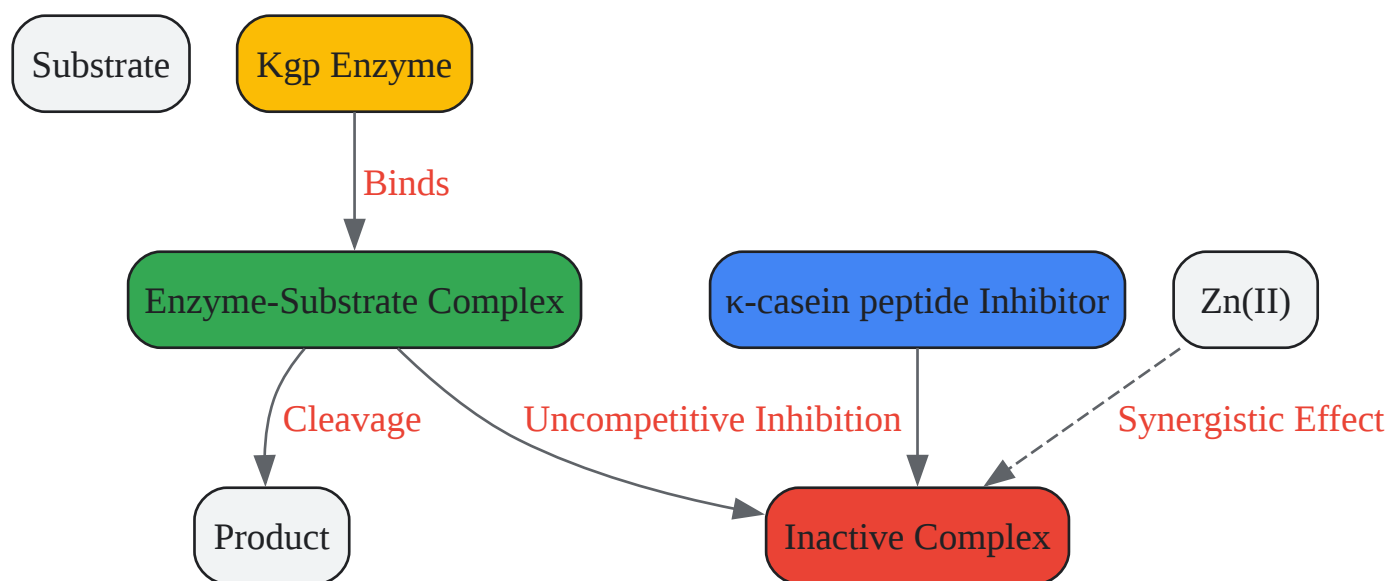 Substrate
Kgp Enzyme
Binds
Enzyme-Substrate Complex
κ-casein peptide Inhibitor
Zn(II)
Cleavage
Uncompetitive Inhibition
Synergistic Effect
Product
Inactive Complex